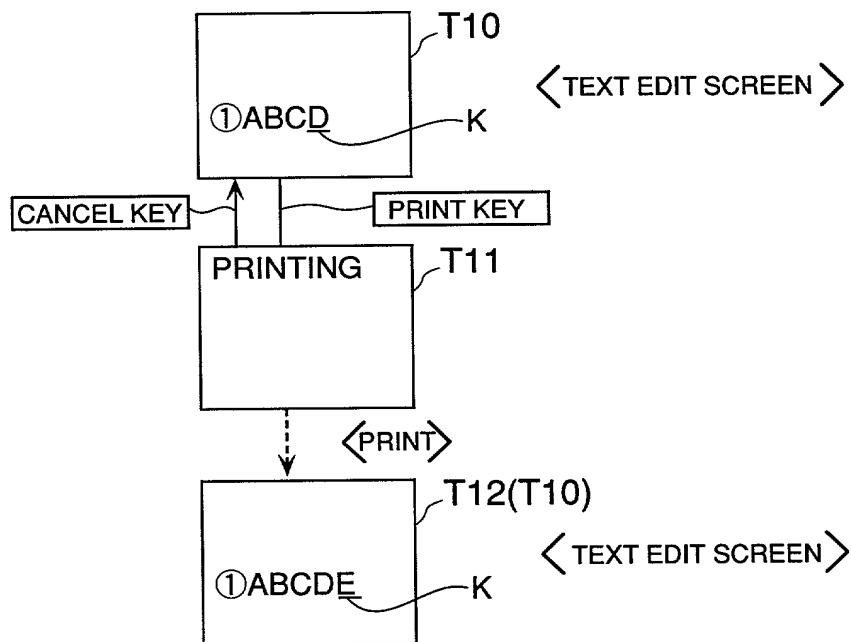 T10
<TEXT EDIT SCREEN>
①ABCD K
CANCEL KEY
PRINT KEY
PRINTING
T11
<PRINT>
T12(T10)
<TEXT EDIT SCREEN>
①ABCDE K